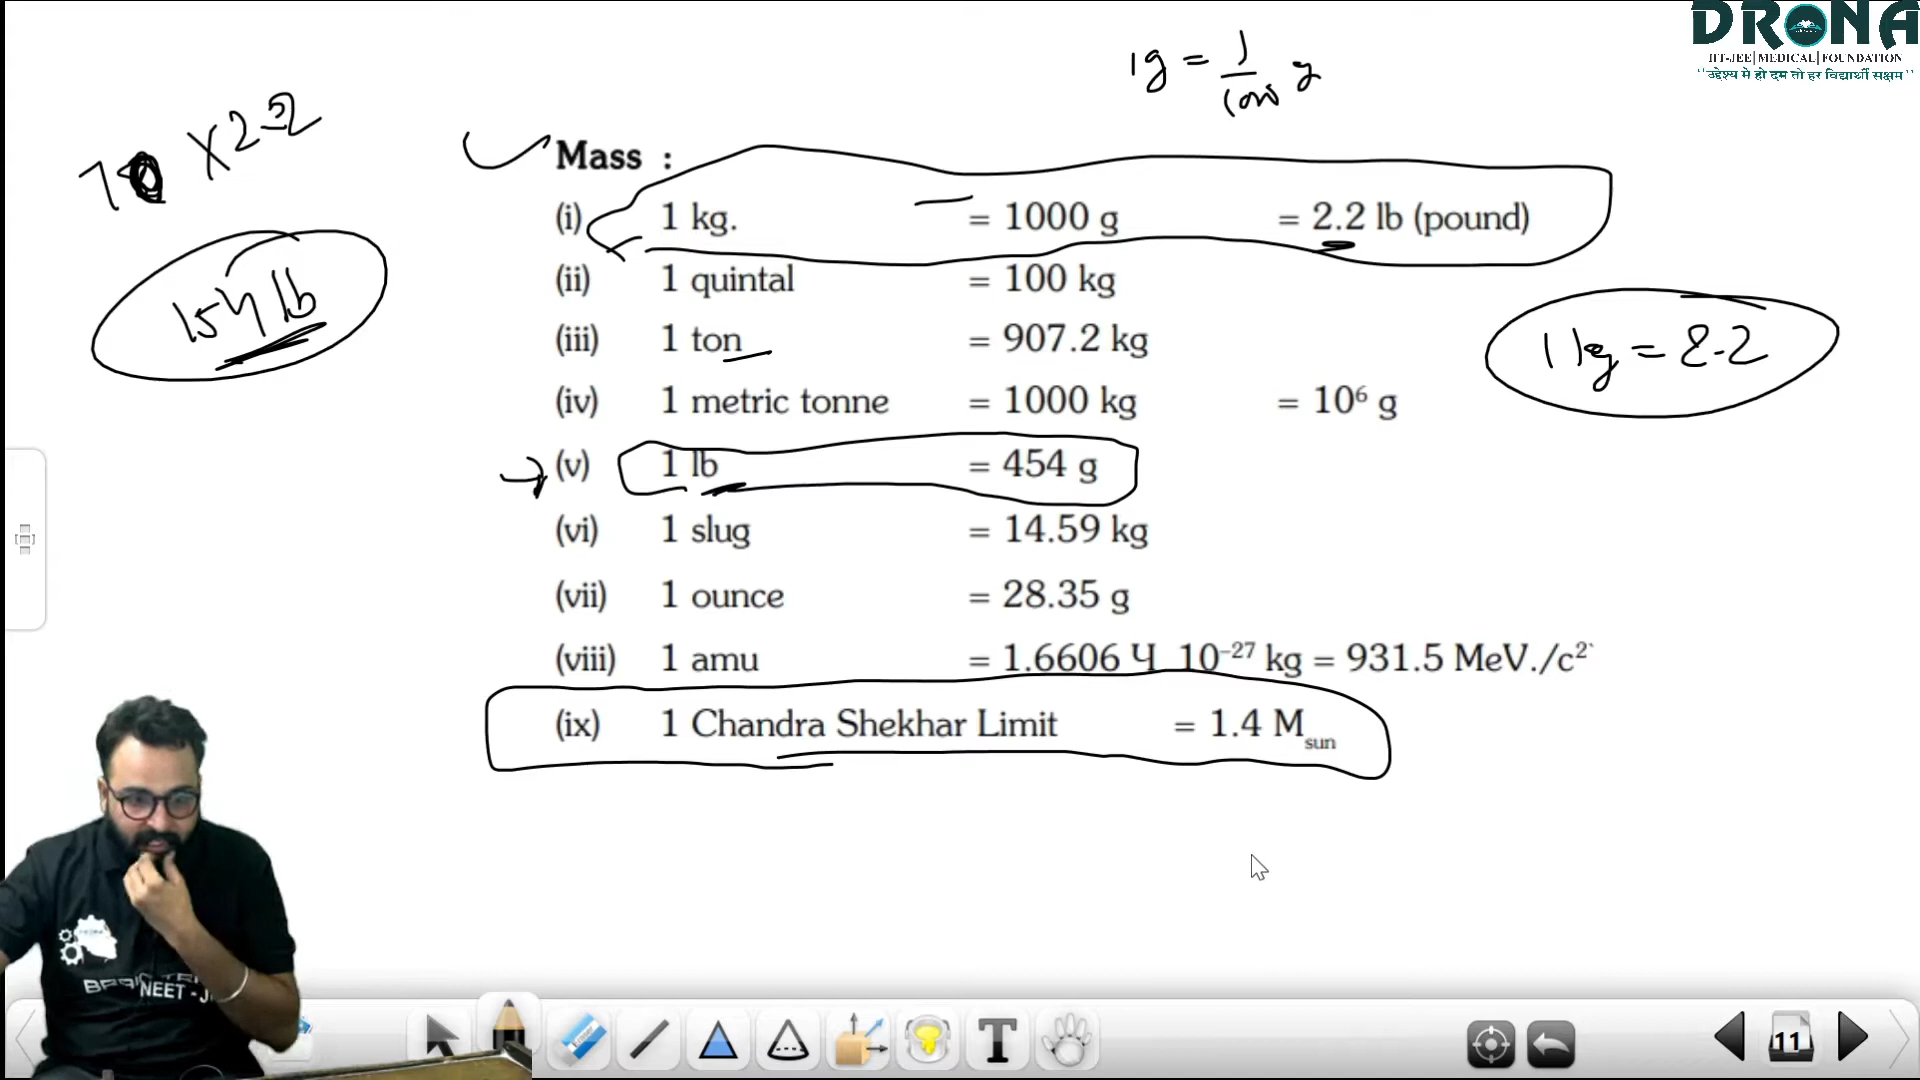 DRONA
IIT-JEE|MEDICAL|FOUNDATION
''उद्देश्य मे हो दम तो हर विद्यार्थी सक्षम''
1g = 1/1000 g
70 X 2.2
154 lb
Mass :
(i) 1 kg. = 1000 g = 2.2 lb (pound)
(ii) 1 quintal = 100 kg
(iii) 1 ton = 907.2 kg
(iv) 1 metric tonne = 1000 kg = 10⁶ g
1 kg = 2.2
(v) 1 lb = 454 g
(vi) 1 slug = 14.59 kg
(vii) 1 ounce = 28.35 g
(viii) 1 amu = 1.6606 Ч 10⁻²⁷ kg = 931.5 MeV./c²
(ix) 1 Chandra Shekhar Limit = 1.4 M sun
NEET - J
T
11